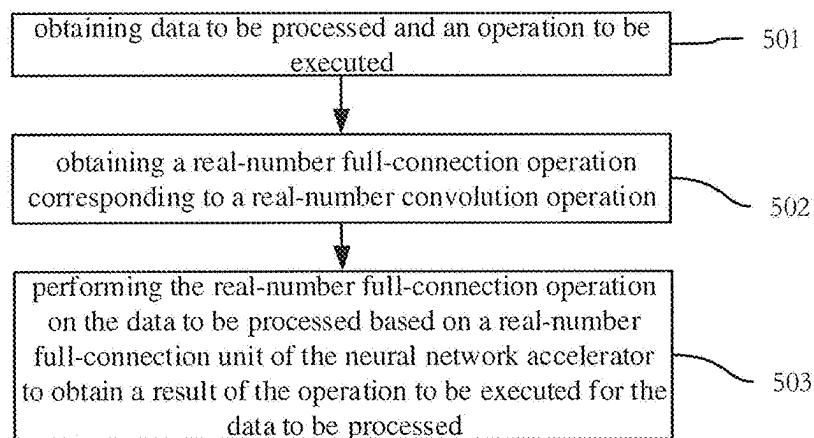 obtaining data to be processed and an operation to be
executed
501
obtaining a real-number full-connection operation
corresponding to a real-number convolution operation
502
performing the real-number full-connection operation
on the data to be processed based on a real-number
full-connection unit of the neural network accelerator
to obtain a result of the operation to be executed for the
data to be processed
503